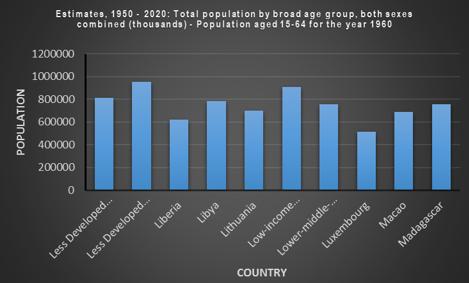 Estimates, 1950 - 2020: Total population by broad age group, both sexes
combined (thousands) - Population aged 15-64 for the year 1960
1200000
1000000
800000
600000
400000
200000
0
POPULATION
Less Developed...
Less Developed...
Liberia
Libya
Lithuania
Low-income...
Lower-middle-...
Luxembourg
Macao
Madagascar
COUNTRY